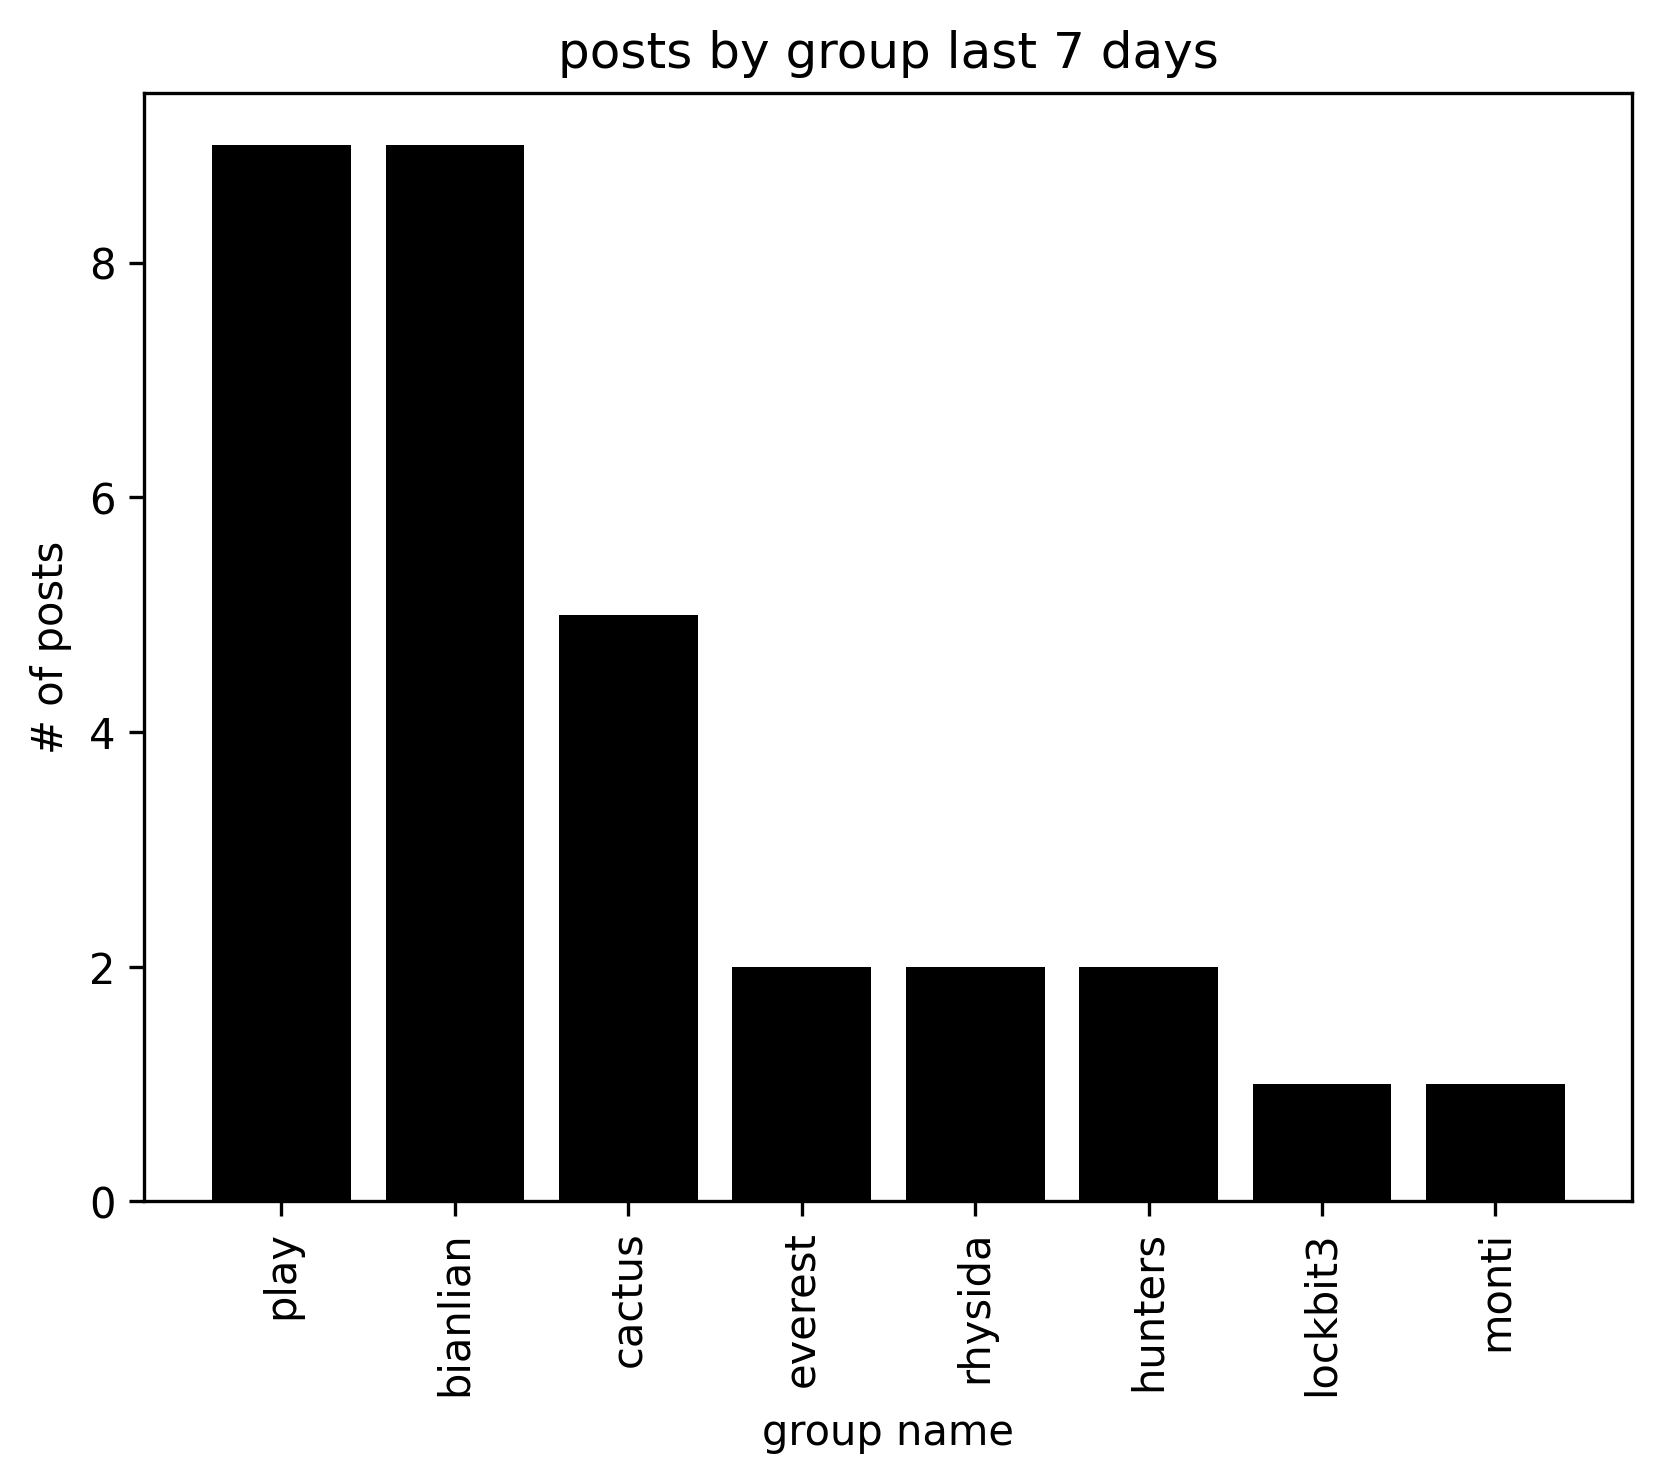 posts by group last 7 days
# of posts
8
6
4
2
0
play
bianlian
cactus
everest
rhysida
hunters
lockbit3
monti
group name